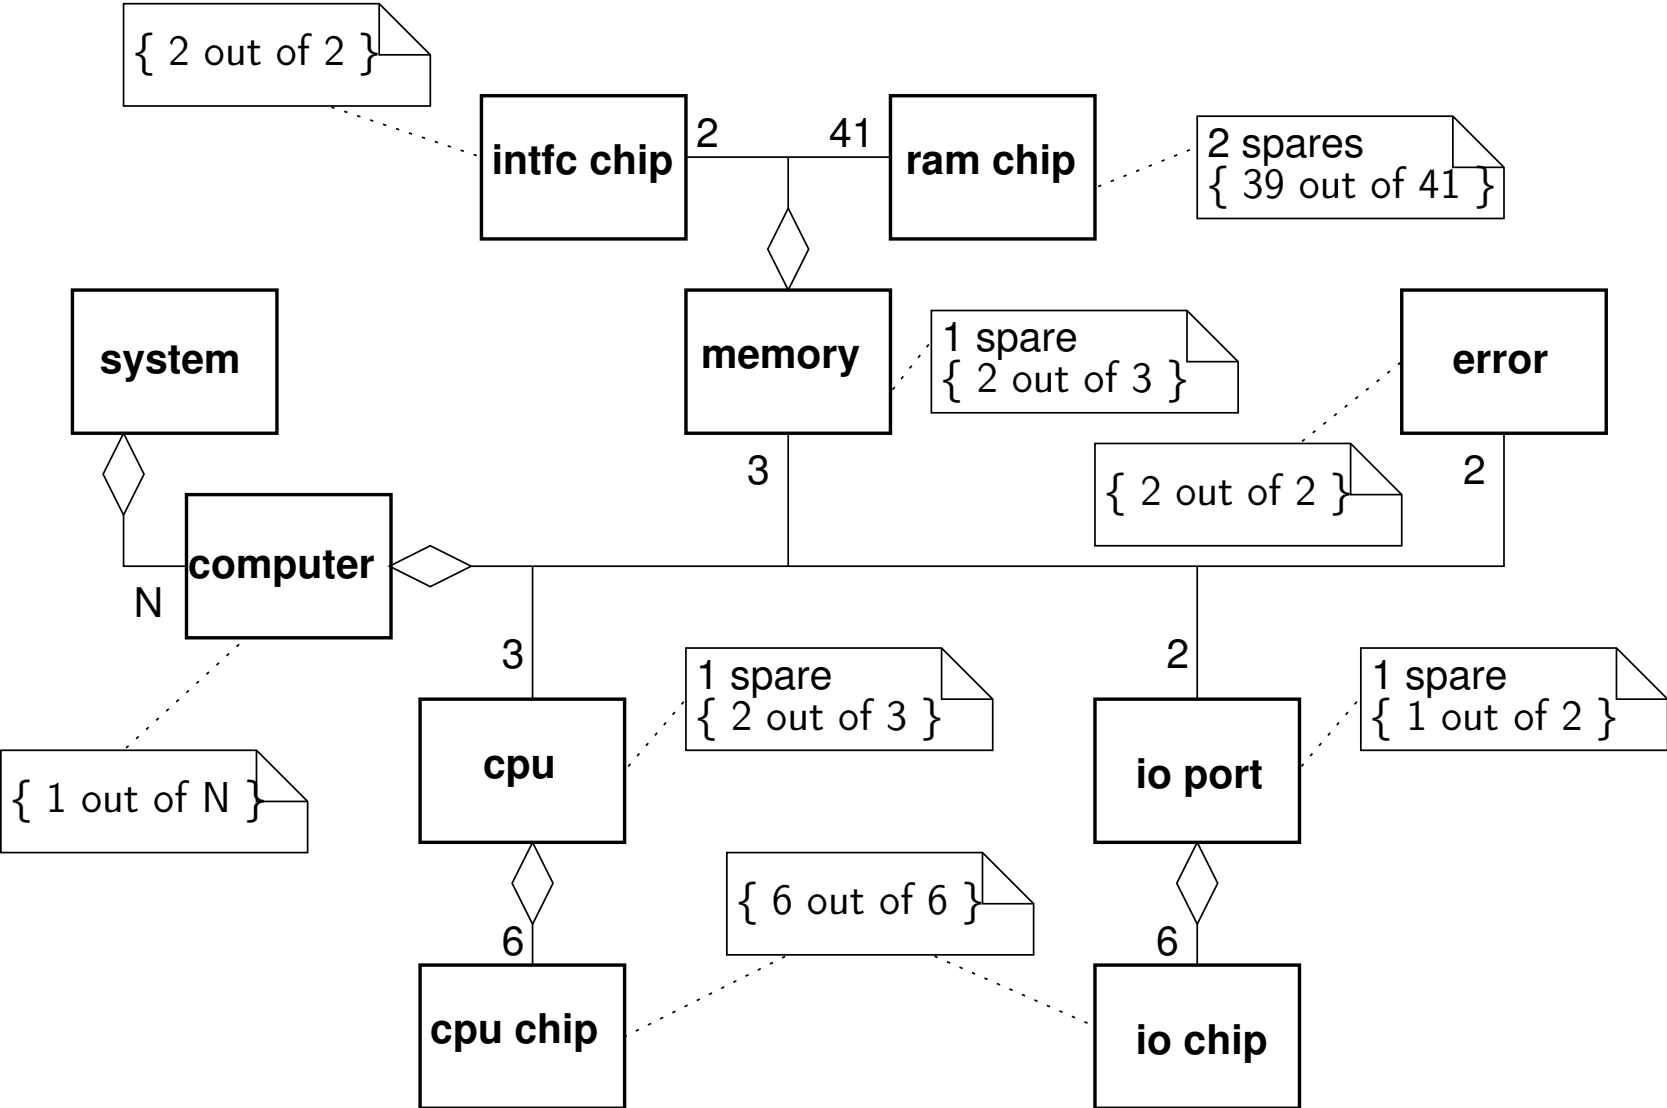 { 2 out of 2 }
intfc chip
2
41
ram chip
2 spares
{ 39 out of 41 }
system
memory
1 spare
{ 2 out of 3 }
error
3
{ 2 out of 2 }
2
computer
N
3
1 spare
{ 2 out of 3 }
2
1 spare
{ 1 out of 2 }
cpu
io port
{ 1 out of N }
{ 6 out of 6 }
6
6
cpu chip
io chip